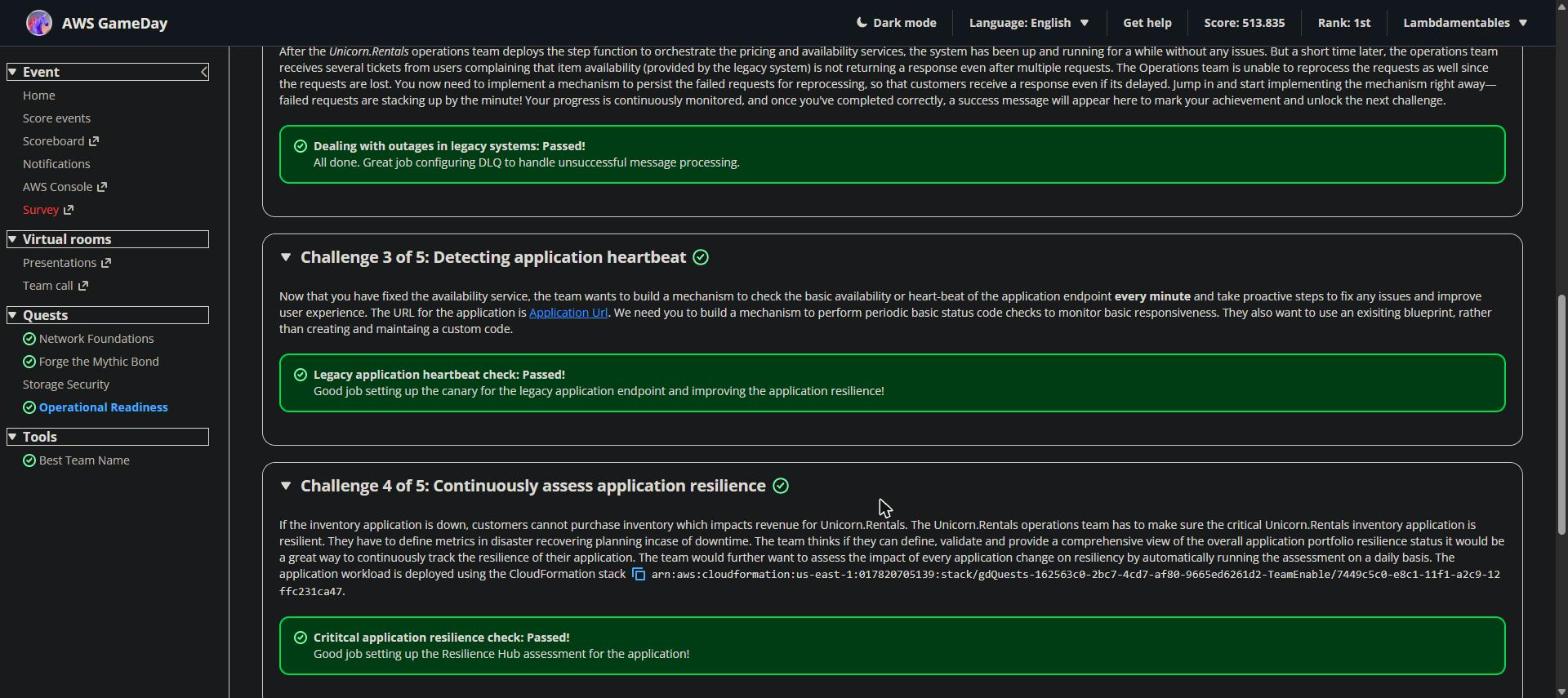 AWS GameDay
Dark mode
Language: English
Get help
Score: 513.835
Rank: 1st
Lambdamentables
Event
Home
Score events
Scoreboard
Notifications
AWS Console
Survey
Virtual rooms
Presentations
Team call
Quests
Network Foundations
Forge the Mythic Bond
Storage Security
Operational Readiness
Tools
Best Team Name
After the Unicorn.Rentals operations team deploys the step function to orchestrate the pricing and availability services, the system has been up and running for a while without any issues. But a short time later, the operations team
receives several tickets from users complaining that item availability (provided by the legacy system) is not returning a response even after multiple requests. The Operations team is unable to reprocess the requests as well since
the requests are lost. You now need to implement a mechanism to persist the failed requests for reprocessing, so that customers receive a response even if its delayed. Jump in and start implementing the mechanism right away—
failed requests are stacking up by the minute! Your progress is continuously monitored, and once you've completed correctly, a success message will appear here to mark your achievement and unlock the next challenge.
Dealing with outages in legacy systems: Passed!
All done. Great job configuring DLQ to handle unsuccessful message processing.
Challenge 3 of 5: Detecting application heartbeat
Now that you have fixed the availability service, the team wants to build a mechanism to check the basic availability or heart-beat of the application endpoint every minute and take proactive steps to fix any issues and improve
user experience. The URL for the application is Application Url. We need you to build a mechanism to perform periodic basic status code checks to monitor basic responsiveness. They also want to use an exisiting blueprint, rather
than creating and maintaing a custom code.
Legacy application heartbeat check: Passed!
Good job setting up the canary for the legacy application endpoint and improving the application resilience!
Challenge 4 of 5: Continuously assess application resilience
If the inventory application is down, customers cannot purchase inventory which impacts revenue for Unicorn.Rentals. The Unicorn.Rentals operations team has to make sure the critical Unicorn.Rentals inventory application is
resilient. They have to define metrics in disaster recovering planning incase of downtime. The team thinks if they can define, validate and provide a comprehensive view of the overall application portfolio resilience status it would be
a great way to continuously track the resilience of their application. The team would further want to assess the impact of every application change on resiliency by automatically running the assessment on a daily basis. The
application workload is deployed using the CloudFormation stack arn:aws:cloudformation:us-east-1:017820705139:stack/gdQuests-162563c0-2bc7-4cd7-af80-9665ed6261d2-TeamEnable/7449c5c0-e8c1-11f1-a2c9-12
ffc231ca47.
Crititcal application resilience check: Passed!
Good job setting up the Resilience Hub assessment for the application!